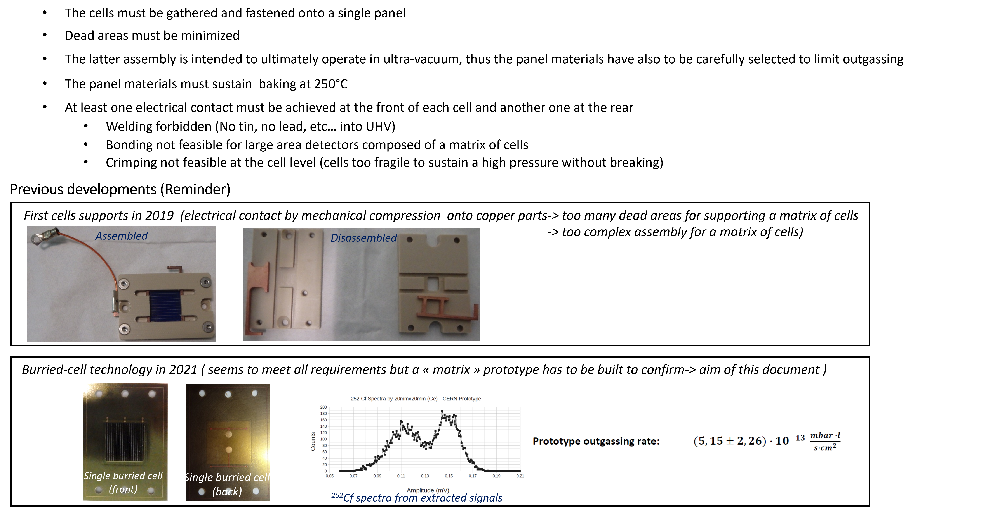 • The cells must be gathered and fastened onto a single panel
• Dead areas must be minimized
• The latter assembly is intended to ultimately operate in ultra-vacuum, thus the panel materials have also to be carefully selected to limit outgassing
• The panel materials must sustain  baking at 250°C
• At least one electrical contact must be achieved at the front of each cell and another one at the rear
• Welding forbidden (No tin, no lead, etc... into UHV)
• Bonding not feasible for large area detectors composed of a matrix of cells
• Crimping not feasible at the cell level (cells too fragile to sustain a high pressure without breaking)
Previous developments (Reminder)
First cells supports in 2019  (electrical contact by mechanical compression  onto copper parts-> too many dead areas for supporting a matrix of cells
-> too complex assembly for a matrix of cells)
Assembled
Disassembled
Burried-cell technology in 2021 ( seems to meet all requirements but a « matrix » prototype has to be built to confirm-> aim of this document )
Single burried cell
(front)
Single burried cell
(back)
252-Cf Spectra by 20mmx20mm (Ge) - CERN Prototype
Counts
200
180
160
140
120
100
80
60
40
20
0
0.05 0.07 0.09 0.11 0.13 0.15 0.17 0.19 0.21
Amplitude (mV)
²⁵²Cf spectra from extracted signals
Prototype outgassing rate: (5, 15 ± 2, 26) · 10⁻¹³ mbar·l / s·cm²